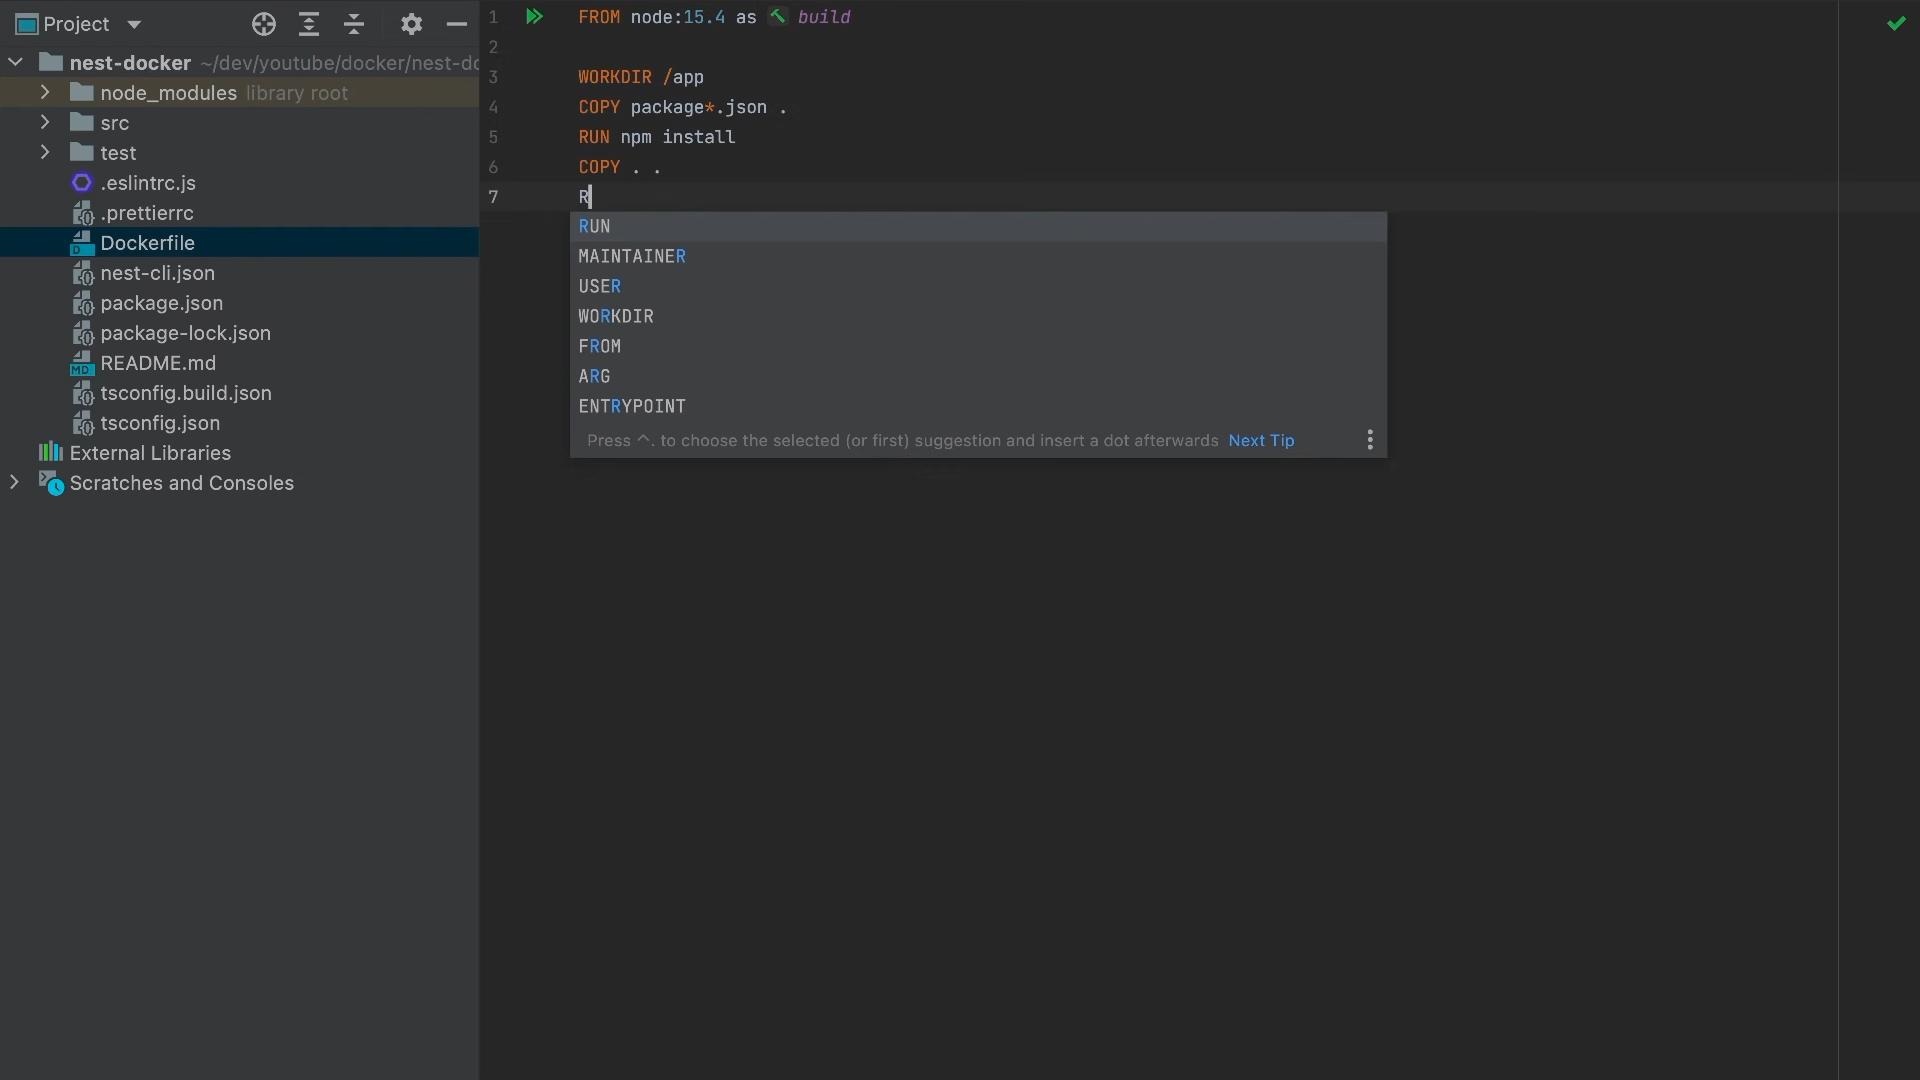 Project
nest-docker ~/dev/youtube/docker/nest-do
node_modules library root
src
test
.eslintrc.js
.prettierrc
Dockerfile
nest-cli.json
package.json
package-lock.json
README.md
tsconfig.build.json
tsconfig.json
External Libraries
Scratches and Consoles
1 FROM node:15.4 as build
2
3 WORKDIR /app
4 COPY package*.json .
5 RUN npm install
6 COPY . .
7 R
RUN
MAINTAINER
USER
WORKDIR
FROM
ARG
ENTRYPOINT
Press ^. to choose the selected (or first) suggestion and insert a dot afterwards Next Tip